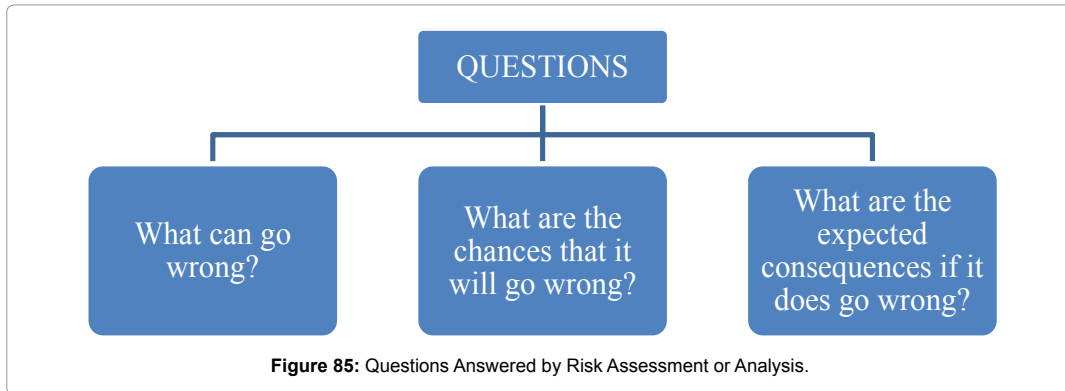 QUESTIONS
What can go
wrong?
What are the
chances that it
will go wrong?
What are the
expected
consequences if it
does go wrong?
Figure 85: Questions Answered by Risk Assessment or Analysis.